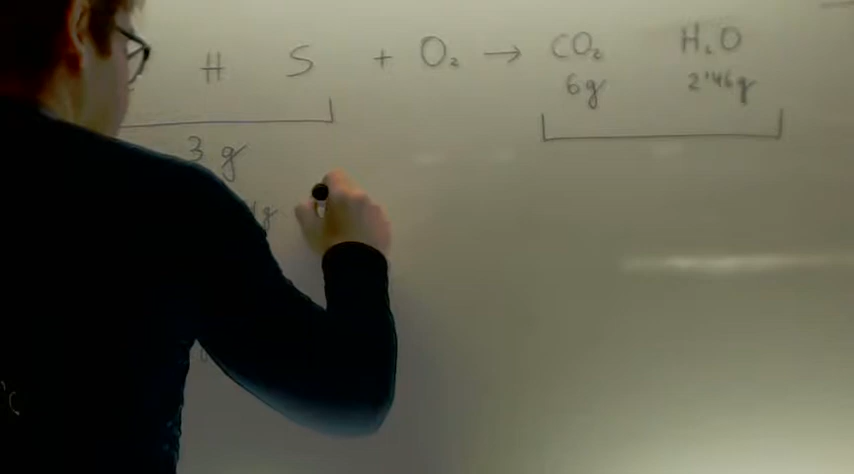 H S + O₂ → CO₂ H₂O
6g 2'46g
3 g
g
°C